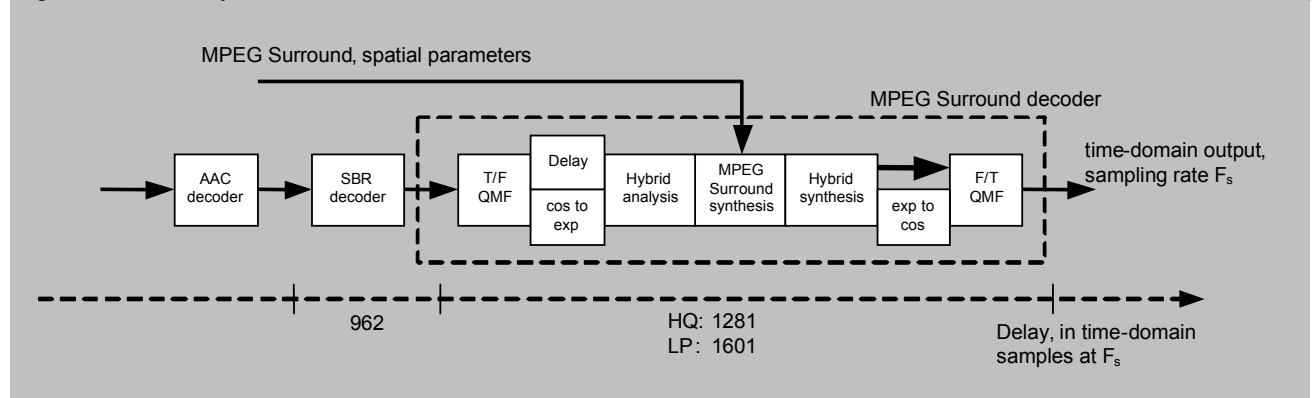 MPEG Surround, spatial parameters
MPEG Surround decoder
AAC
decoder
SBR
decoder
T/F
QMF
Delay
cos to
exp
Hybrid
analysis
MPEG
Surround
synthesis
Hybrid
synthesis
exp to
cos
F/T
QMF
time-domain output,
sampling rate Fs
962
HQ: 1281
LP: 1601
Delay, in time-domain
samples at Fs